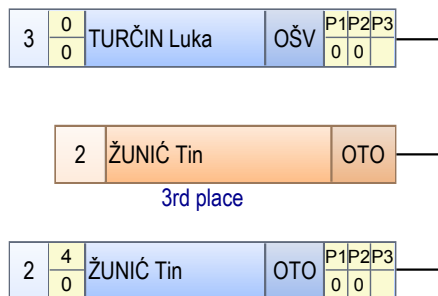 3 0 TURČIN Luka OŠV P1 P2 P3
0 0 0
2 ŽUNIĆ Tin OTO
3rd place
2 4 ŽUNIĆ Tin OTO P1 P2 P3
0 0 0